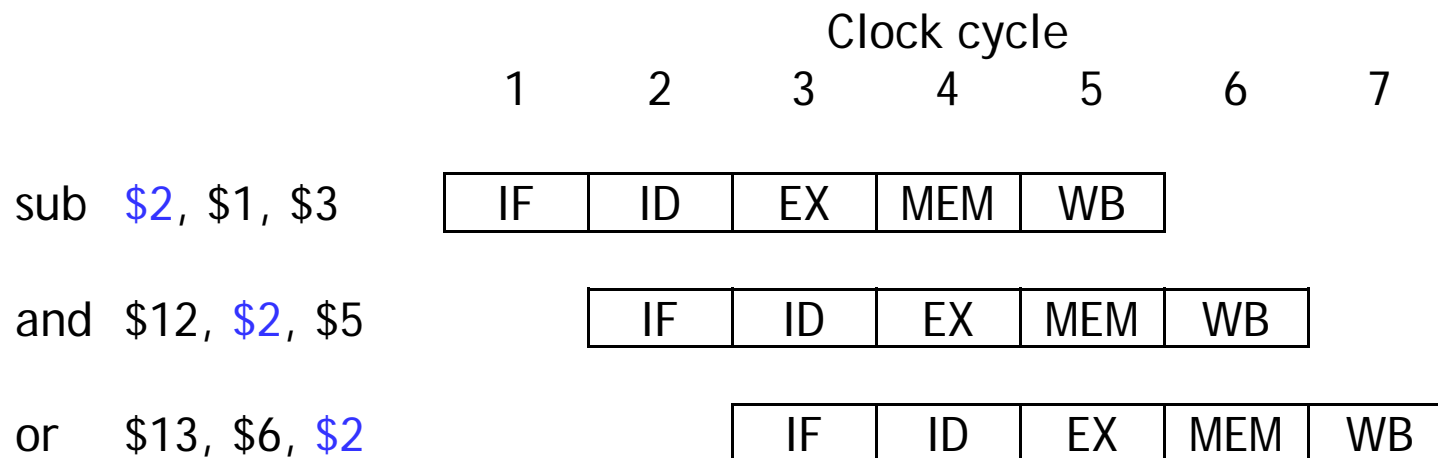 Clock cycle
1 2 3 4 5 6 7
sub $2, $1, $3 IF ID EX MEM WB
and $12, $2, $5 IF ID EX MEM WB
or $13, $6, $2 IF ID EX MEM WB